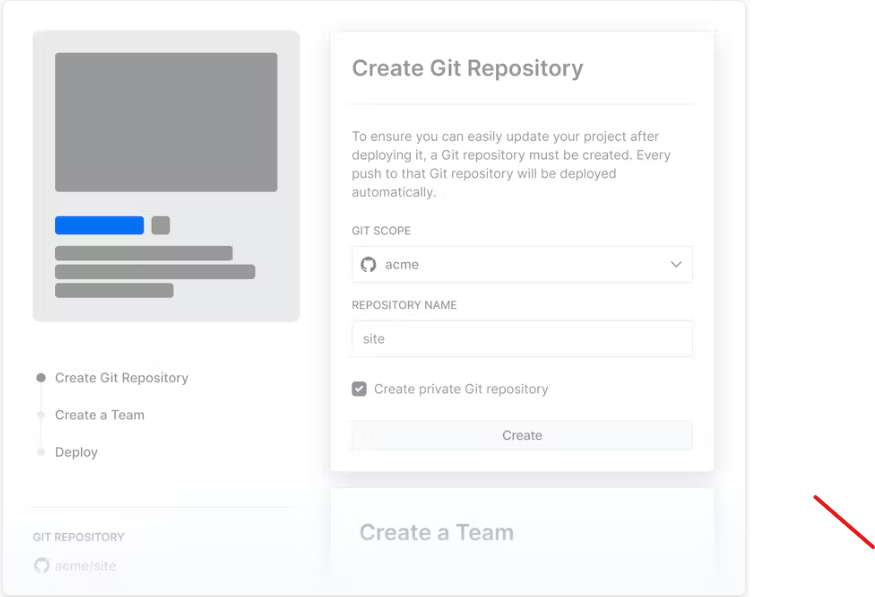 Create Git Repository
To ensure you can easily update your project after
deploying it, a Git repository must be created. Every
push to that Git repository will be deployed
automatically.
GIT SCOPE
acme
REPOSITORY NAME
site
Create private Git repository
Create
Create Git Repository
Create a Team
Deploy
GIT REPOSITORY
acme/site
Create a Team